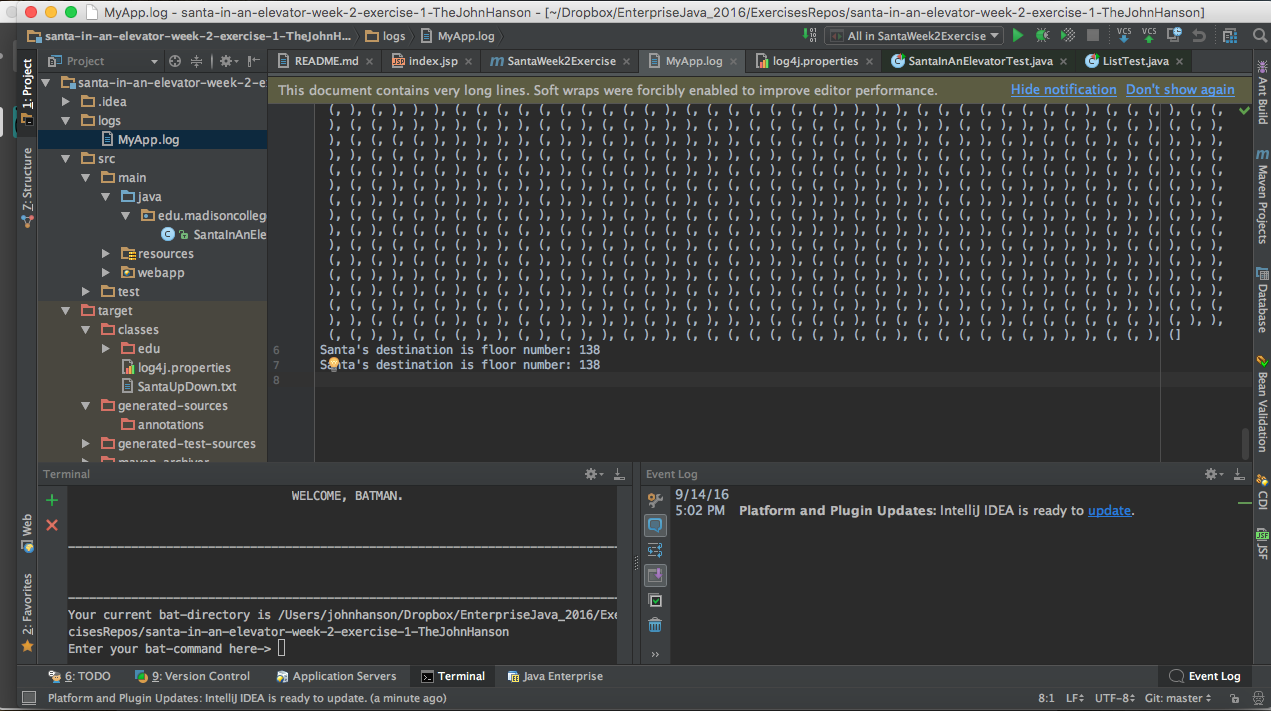 MyApp.log - santa-in-an-elevator-week-2-exercise-1-TheJohnHanson - [~/Dropbox/EnterpriseJava_2016/ExercisesRepos/santa-in-an-elevator-week-2-exercise-1-TheJohnHanson]
santa-in-an-elevator-week-2-exercise-1-TheJohnH... logs MyApp.log All in SantaWeek2Exercise VCS VCS
Project README.md index.jsp SantaWeek2Exercise MyApp.log log4j.properties SantaInAnElevatorTest.java ListTest.java
This document contains very long lines. Soft wraps were forcibly enabled to improve editor performance. Hide notification Don't show again
1: Project
Z: Structure
Web
2: Favorites
santa-in-an-elevator-week-2-e
.idea
logs
MyApp.log
src
main
java
edu.madisoncolleg
SantaInAnEle
resources
webapp
test
target
classes
edu
log4j.properties
SantaUpDown.txt
generated-sources
annotations
generated-test-sources
maven-archiver
6 Santa's destination is floor number: 138
7 Santa's destination is floor number: 138
8
Ant Build
Maven Projects
Database
Bean Validation
CDI
JSF
Terminal
WELCOME, BATMAN.
Your current bat-directory is /Users/johnhanson/Dropbox/EnterpriseJava_2016/Exe
cisesRepos/santa-in-an-elevator-week-2-exercise-1-TheJohnHanson
Enter your bat-command here->
Event Log
9/14/16
5:02 PM Platform and Plugin Updates: IntelliJ IDEA is ready to update.
6: TODO 9: Version Control Application Servers Terminal Java Enterprise Event Log
Platform and Plugin Updates: IntelliJ IDEA is ready to update. (a minute ago) 8:1 LF UTF-8 Git: master